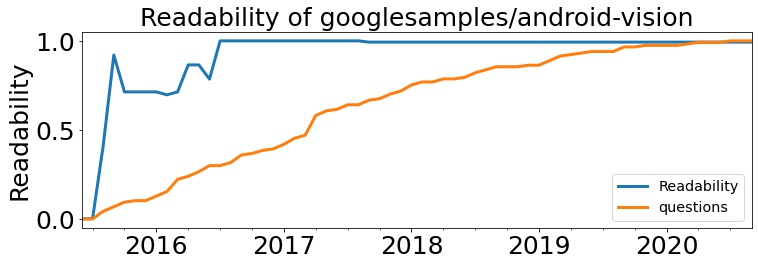 Readability of googlesamples/android-vision
Readability
1.0
0.5
0.0
2016 2017 2018 2019 2020
Readability
questions